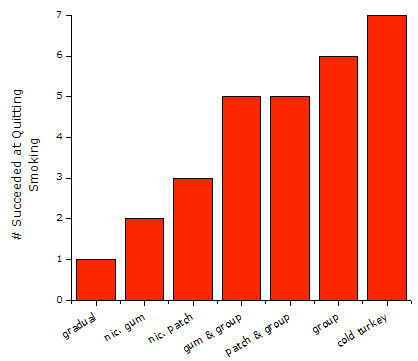 # Succeeded at Quitting
Smoking
7
6
5
4
3
2
1
0
gradual
nic. gum
nic. patch
gum & group
patch & group
group
cold turkey